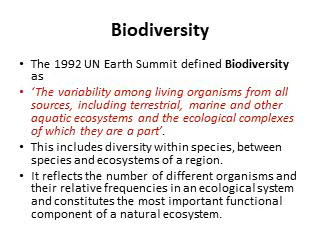 Biodiversity
• The 1992 UN Earth Summit defined Biodiversity
as
• ‘The variability among living organisms from all
sources, including terrestrial, marine and other
aquatic ecosystems and the ecological complexes
of which they are a part’.
• This includes diversity within species, between
species and ecosystems of a region.
• It reflects the number of different organisms and
their relative frequencies in an ecological system
and constitutes the most important functional
component of a natural ecosystem.